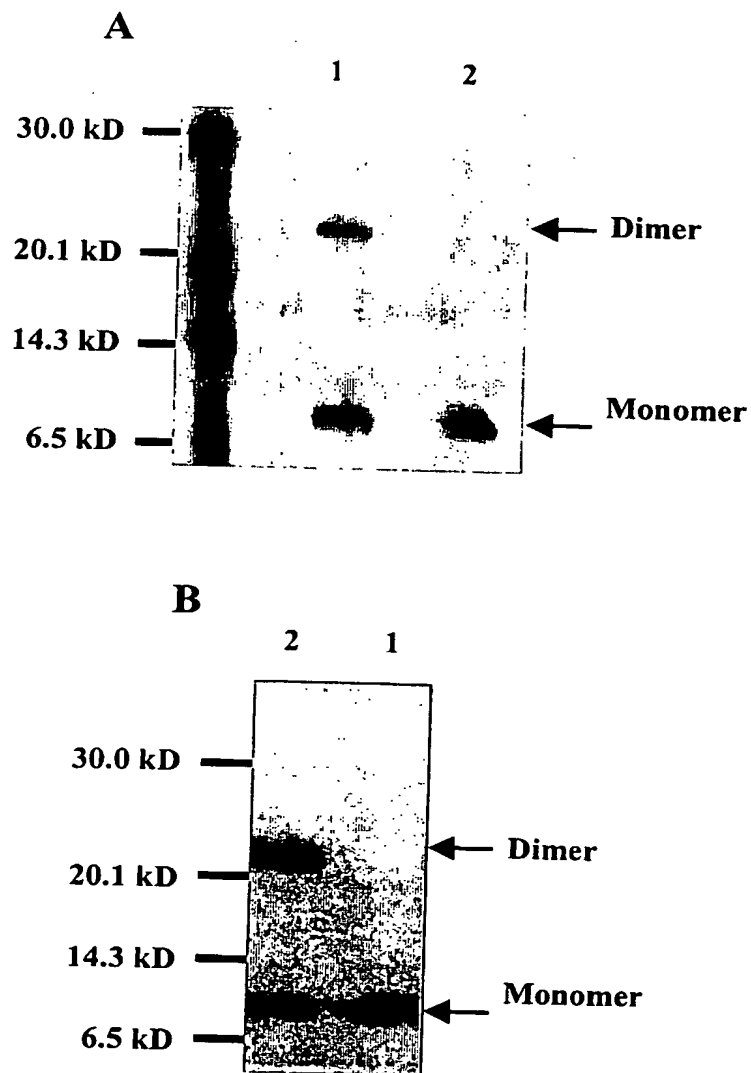 A
1 2
30.0 kD
Dimer
20.1 kD
14.3 kD
Monomer
6.5 kD
B
2 1
30.0 kD
Dimer
20.1 kD
14.3 kD
Monomer
6.5 kD